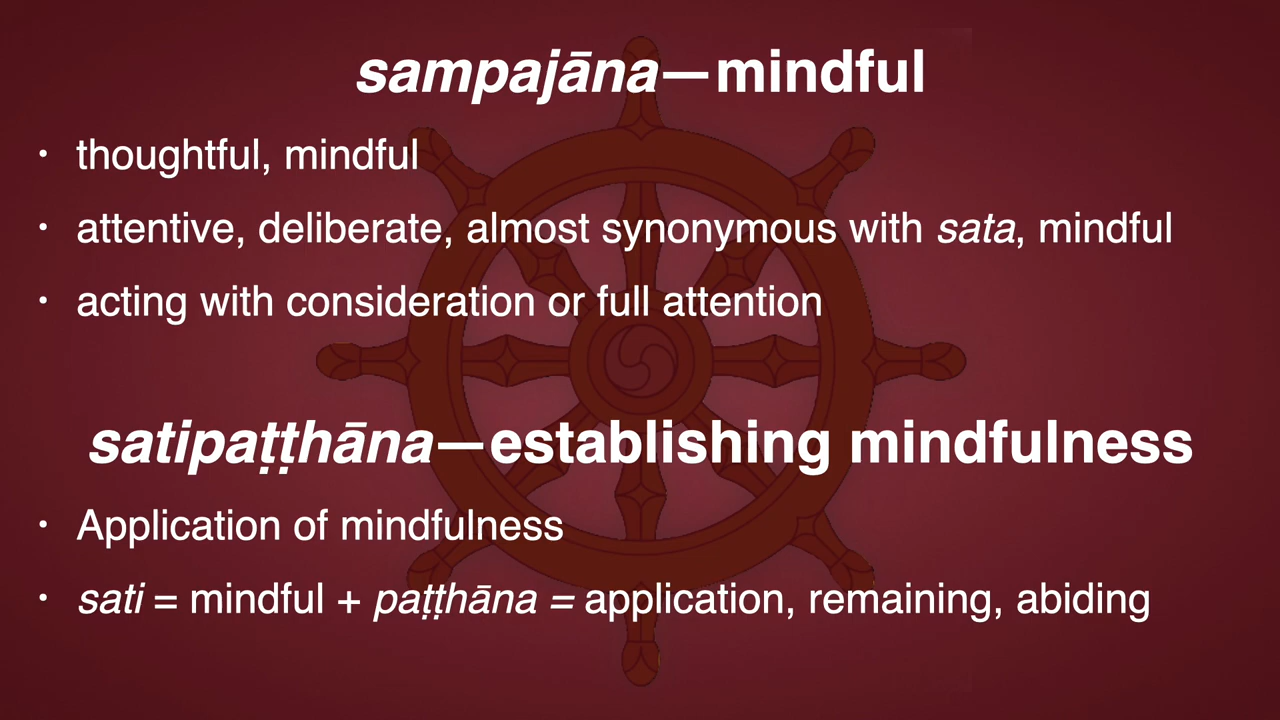 sampajāna—mindful
• thoughtful, mindful
• attentive, deliberate, almost synonymous with sata, mindful
• acting with consideration or full attention
satipaṭṭhāna—establishing mindfulness
• Application of mindfulness
• sati = mindful + paṭṭhāna = application, remaining, abiding